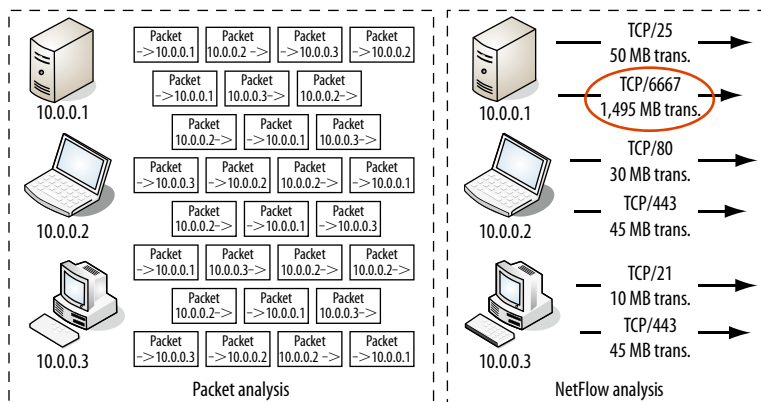 10.0.0.1
10.0.0.2
10.0.0.3
Packet Packet Packet Packet
–>10.0.0.1 10.0.0.2 –> –>10.0.0.3 –>10.0.0.2
Packet Packet Packet
–>10.0.0.1 10.0.0.3–> 10.0.0.2–>
Packet Packet Packet
10.0.0.2–> –>10.0.0.1 10.0.0.3–>
Packet Packet Packet Packet
–>10.0.0.3 –>10.0.0.2 10.0.0.2–> –>10.0.0.1
Packet Packet Packet
10.0.0.2–> –>10.0.0.1 –>10.0.0.3
Packet Packet Packet Packet
–>10.0.0.1 10.0.0.3–> 10.0.0.2–> 10.0.0.2–>
Packet Packet Packet
10.0.0.2–> –>10.0.0.1 10.0.0.3–>
Packet Packet Packet Packet
–>10.0.0.3 –>10.0.0.2 10.0.0.2 –> –>10.0.0.1
Packet analysis
10.0.0.1
TCP/25
50 MB trans.
TCP/6667
1,495 MB trans.
10.0.0.2
TCP/80
30 MB trans.
TCP/443
45 MB trans.
10.0.0.3
TCP/21
10 MB trans.
TCP/443
45 MB trans.
NetFlow analysis